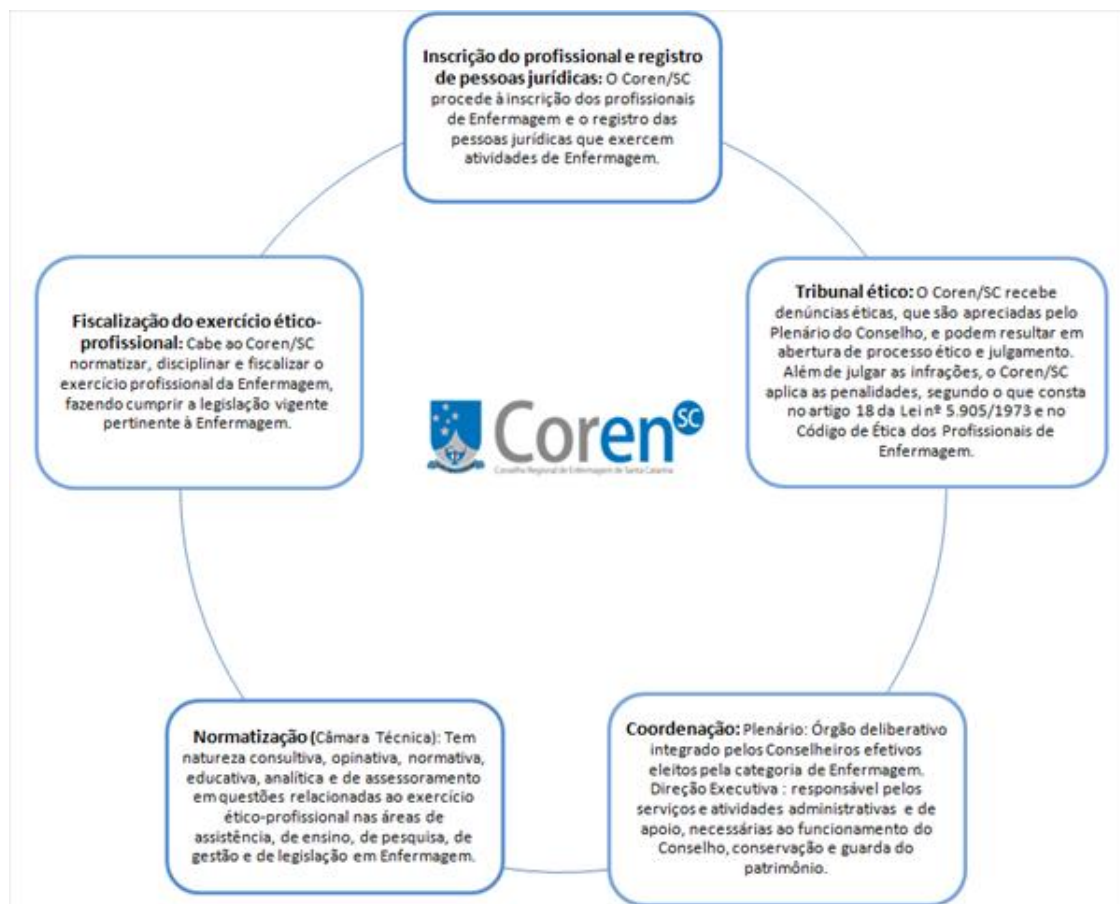 Inscrição do profissional e registro
de pessoas jurídicas: O Coren/SC
procede à inscrição dos profissionais
de Enfermagem e o registro das
pessoas jurídicas que exercem
atividades de Enfermagem.
Fiscalização do exercício ético-
profissional: Cabe ao Coren/SC
normatizar, disciplinar e fiscalizar o
exercício profissional da Enfermagem,
fazendo cumprir a legislação vigente
pertinente à Enfermagem.
Tribunal ético: O Coren/SC recebe
denúncias éticas, que são apreciadas pelo
Plenário do Conselho, e podem resultar em
abertura de processo ético e julgamento.
Além de julgar as infrações, o Coren/SC
aplica as penalidades, segundo o que consta
no artigo 18 da Lei nº 5.905/1973 e no
Código de Ética dos Profissionais de
Enfermagem.
Coren SC
Conselho Regional de Enfermagem de Santa Catarina
Normatização (Câmara Técnica): Tem
natureza consultiva, opinativa, normativa,
educativa, analítica e de assessoramento
em questões relacionadas ao exercício
ético-profissional nas áreas de
assistência, de ensino, de pesquisa, de
gestão e de legislação em Enfermagem.
Coordenação: Plenário: Órgão deliberativo
integrado pelos Conselheiros efetivos
eleitos pela categoria de Enfermagem.
Direção Executiva : responsável pelos
serviços e atividades administrativas e de
apoio, necessárias ao funcionamento do
Conselho, conservação e guarda do
patrimônio.